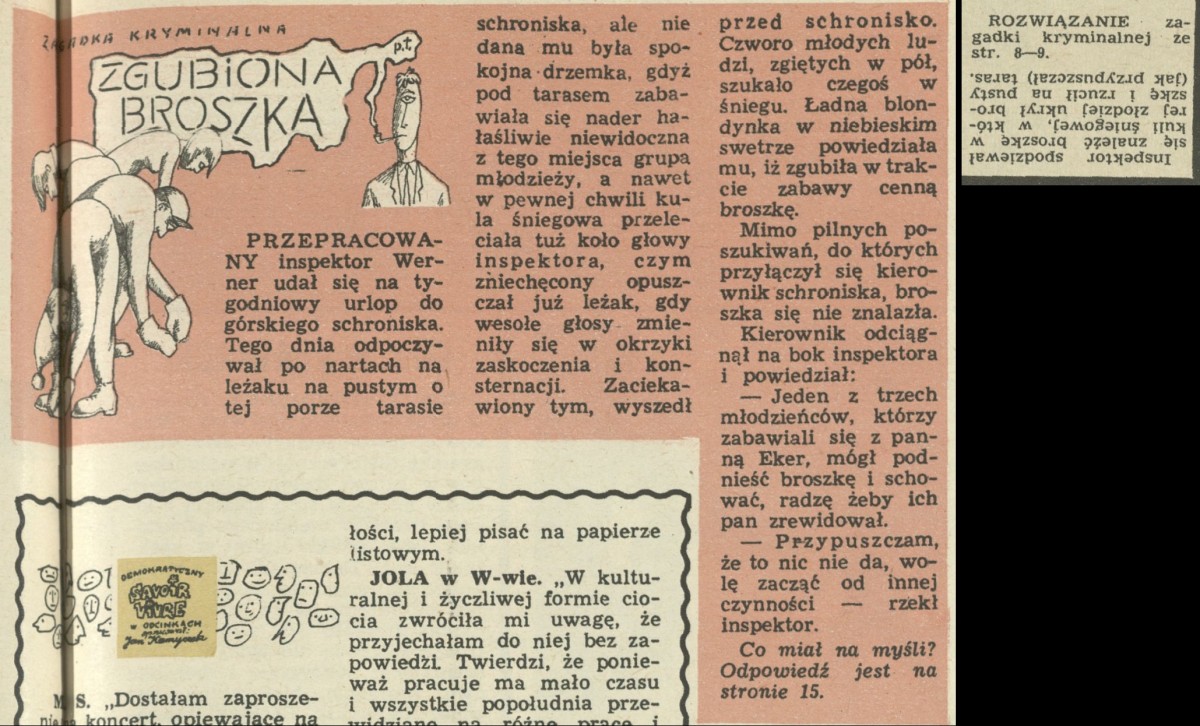 ZAGADKA KRYMINALNA
ZGUBiONA
BROSZKA
p.t
PRZEPRACOWA-
NY inspektor Wer-
ner udał się na ty-
godniowy urlop do
górskiego schroniska.
Tego dnia odpoczy-
wał po nartach na
leżaku na pustym o
tej porze tarasie
schroniska, ale nie
dana mu była spo-
kojna drzemka, gdyż
pod tarasem zaba-
wiała się nader ha-
łaśliwie niewidoczna
z tego miejsca grupa
młodzieży, a nawet
w pewnej chwili ku-
la śniegowa przele-
ciała tuż koło głowy
inspektora, czym
zniechęcony opusz-
czał już leżak, gdy
wesołe głosy zmie-
niły się w okrzyki
zaskoczenia i kon-
sternacji. Zacieka-
wiony tym, wyszedł
przed schronisko.
Czworo młodych lu-
dzi, zgiętych w pół,
szukało czegoś w
śniegu. Ładna blon-
dynka w niebieskim
swetrze powiedziała
mu, iż zgubiła w trak-
cie zabawy cenną
broszkę.
Mimo pilnych po-
szukiwań, do których
przyłączył się kiero-
wnik schroniska, bro-
szka się nie znalazła.
Kierownik odciąg-
nął na bok inspektora
i powiedział:
— Jeden z trzech
młodzieńców, którzy
zabawiali się z pan-
ną Eker, mógł pod-
nieść broszkę i scho-
wać, radzę żeby ich
pan zrewidował.
— Przypuszczam,
że to nic nie da, wo-
lę zacząć od innej
czynności — rzekł
inspektor.
Co miał na myśli?
Odpowiedź jest na
stronie 15.
ROZWIĄZANIE za-
gadki kryminalnej ze
str. 8—9.
Inspektor spodziewał
się znaleźć broszkę w
kuli śniegowej, w któ-
rej złodziej ukrył bro-
szkę i rzucił na pusty
(jak przypuszczał) taras.
DEMOKRATYCZNY
SAVOIR
VIVRE
w ODCINKACH
opracował:
Jan Kamyczek
M. S. „Dostałam zaprosze-
koncert, opiewające na
łości, lepiej pisać na papierze
listowym.
JOLA w W-wie. „W kultu-
ralnej i życzliwej formie cio-
cia zwróciła mi uwagę, że
przyjechałam do niej bez za-
powiedzi. Twierdzi, że ponie-
waż pracuje ma mało czasu
i wszystkie popołudnia prze-
widziane na różne prace i